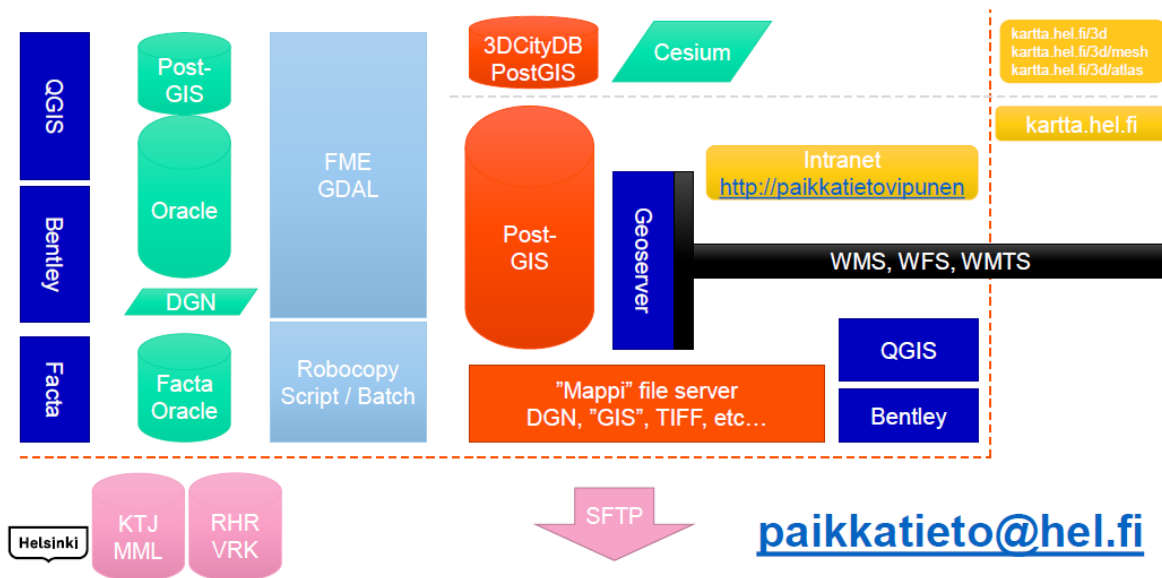 QGIS
Bentley
Facta
Post-
GIS
Oracle
DGN
Facta
Oracle
FME
GDAL
Robocopy
Script / Batch
3DCityDB
PostGIS
Cesium
kartta.hel.fi/3d
kartta.hel.fi/3d/mesh
kartta.hel.fi/3d/atlas
kartta.hel.fi
Post-
GIS
Geoserver
Intranet
http://paikkatietovipunen
WMS, WFS, WMTS
”Mappi” file server
DGN, ”GIS”, TIFF, etc…
QGIS
Bentley
Helsinki
KTJ
MML
RHR
VRK
SFTP
paikkatieto@hel.fi